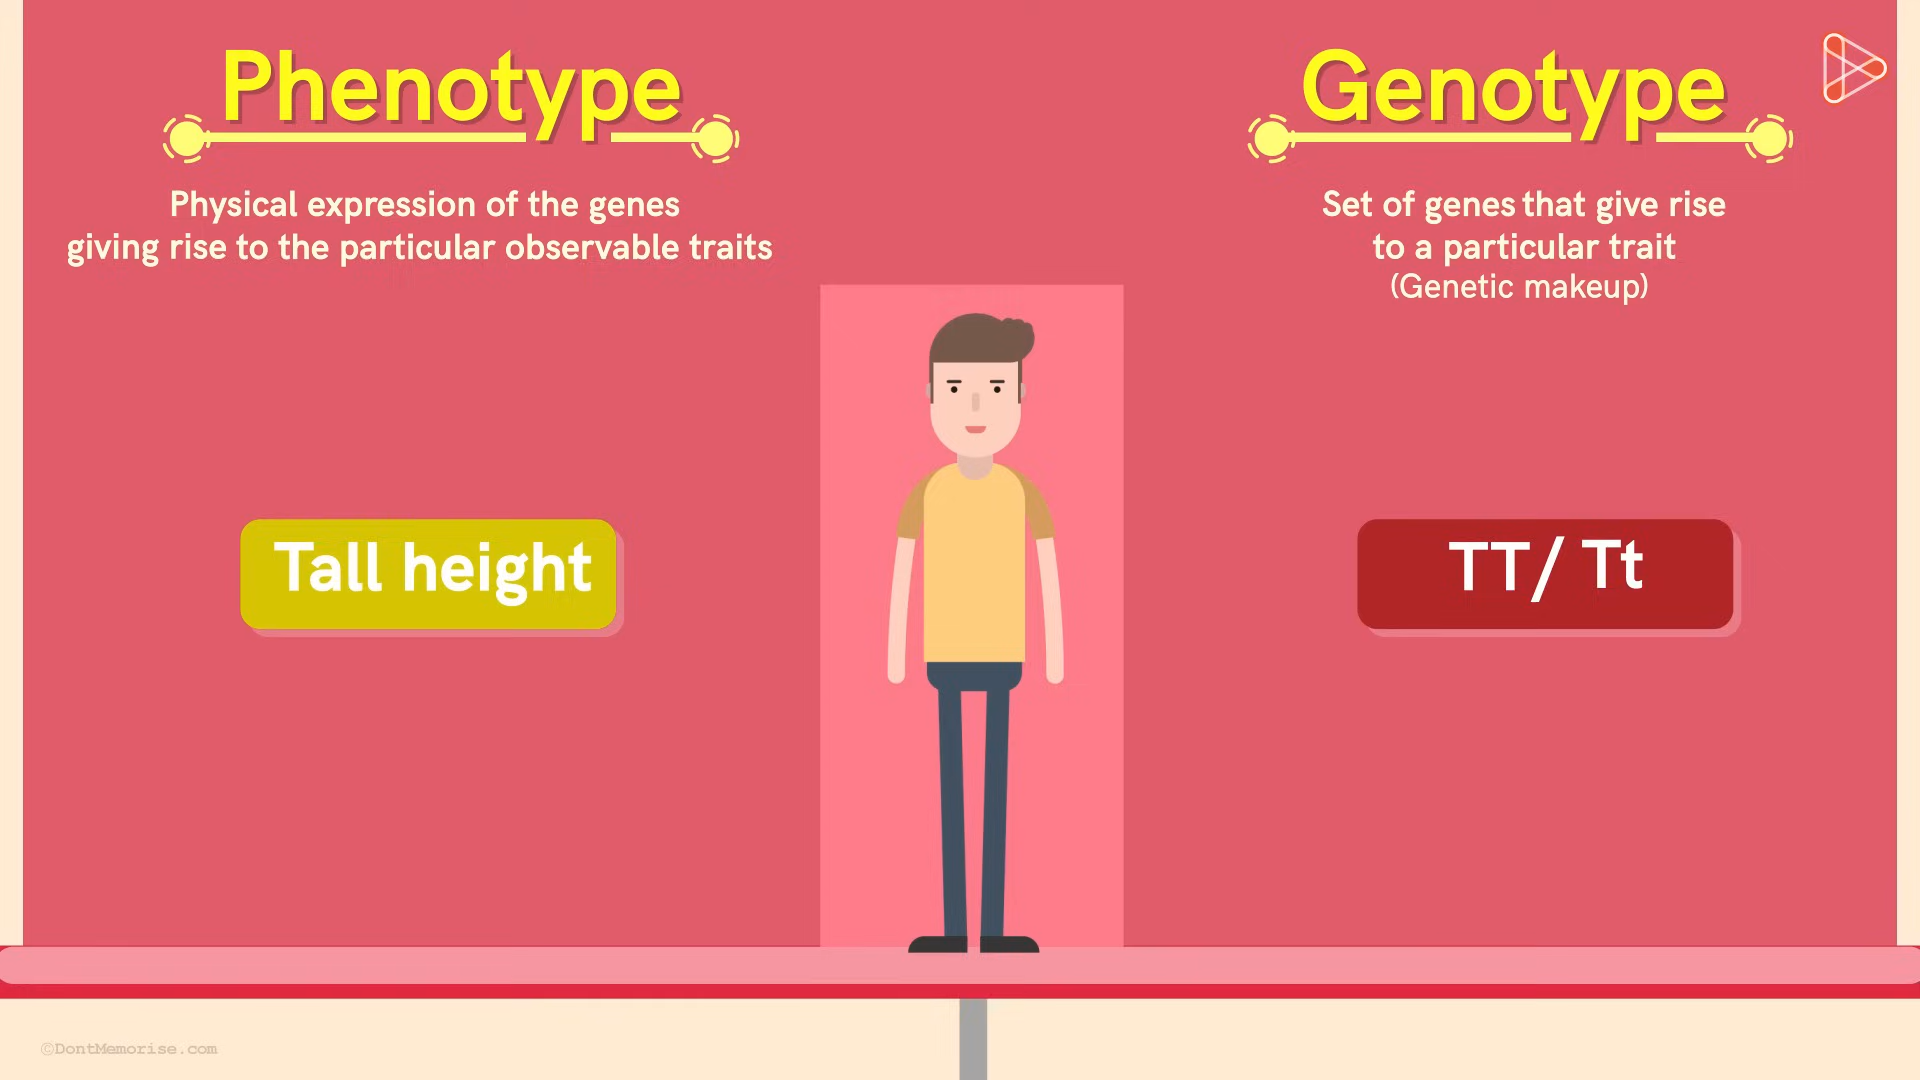 Phenotype
Physical expression of the genes
giving rise to the particular observable traits
Tall height
Genotype
Set of genes that give rise
to a particular trait
(Genetic makeup)
TT/ Tt
©DontMemorise.com